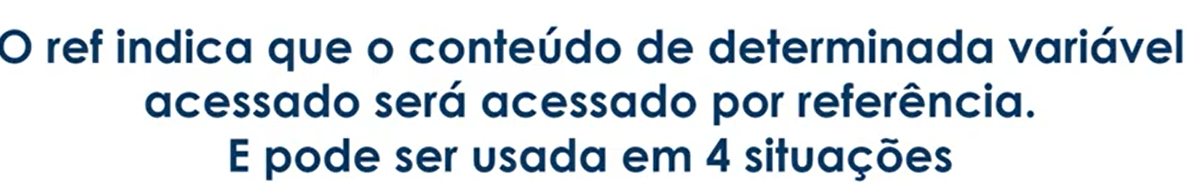 O ref indica que o conteúdo de determinada variável
acessado será acessado por referência.
E pode ser usada em 4 situações